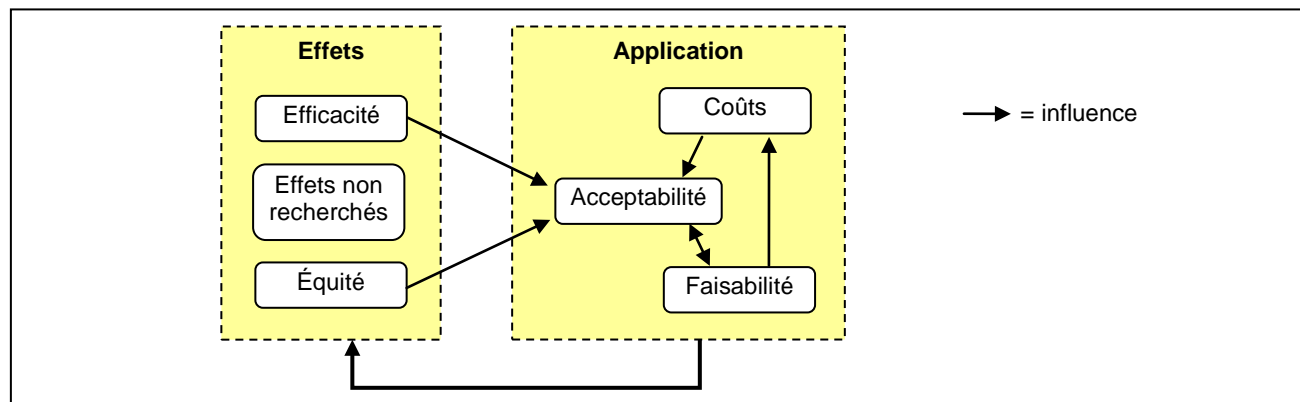 Effets
Application
Efficacité
Coûts
= influence
Effets non
recherchés
Acceptabilité
Équité
Faisabilité